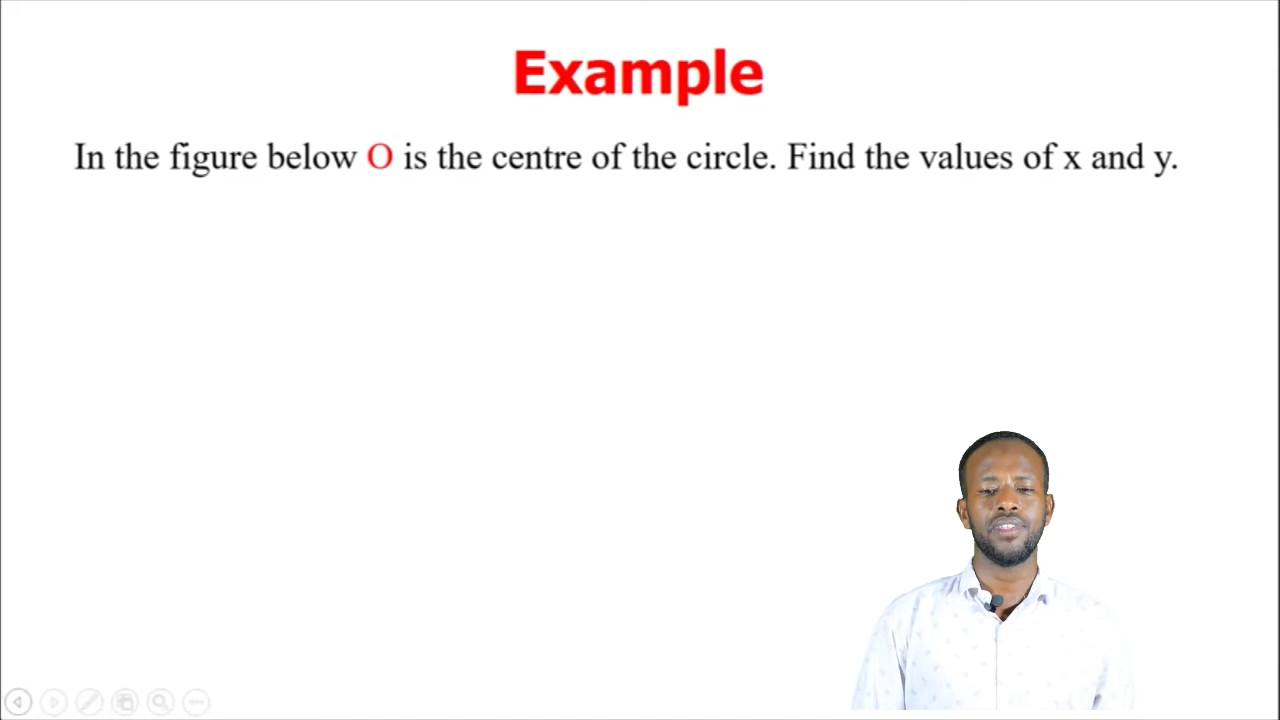 Example
In the figure below O is the centre of the circle. Find the values of x and y.